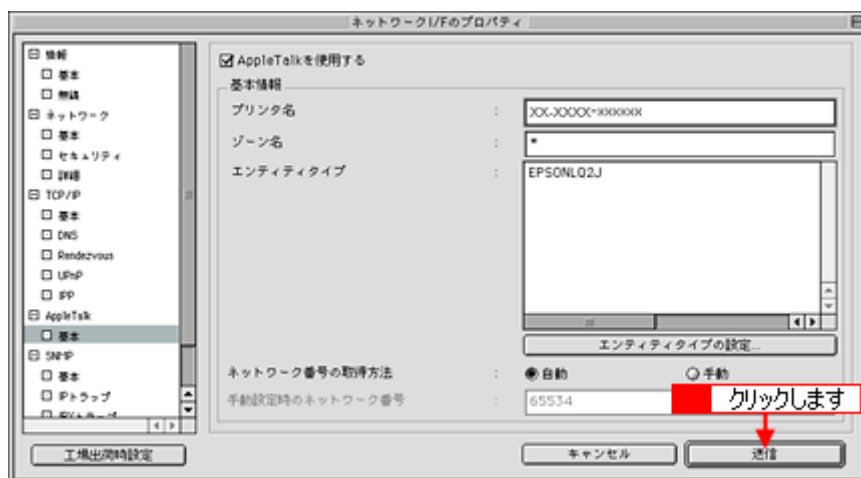 ネットワークI/Fのプロパティ
情報
基本
無線
ネットワーク
基本
セキュリティ
詳細
TCP/IP
基本
DNS
Rendezvous
UPnP
IPP
AppleTalk
基本
SNMP
基本
IPトラップ
AppleTalkを使用する
基本情報
プリンタ名 : XX-XXXX-XXXXXX
ゾーン名 : *
エンティティタイプ : EPSONLQ2J
エンティティタイプの設定...
ネットワーク番号の取得方法 : 自動 手動
手動設定時のネットワーク番号 : 65534
クリックします
工場出荷時設定 キャンセル 送信